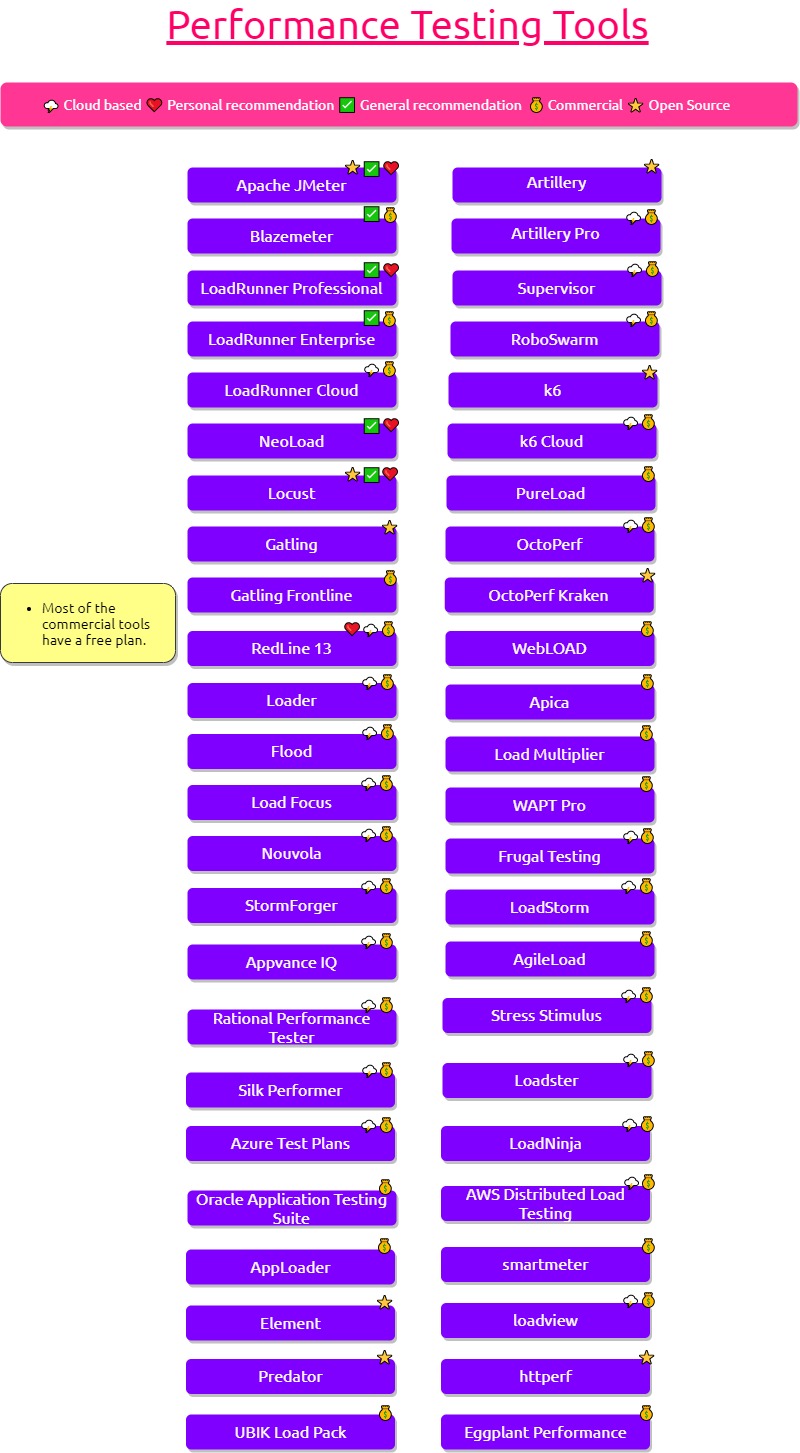 Performance Testing Tools
Cloud based Personal recommendation General recommendation Commercial Open Source
Apache JMeter
Blazemeter
LoadRunner Professional
LoadRunner Enterprise
LoadRunner Cloud
NeoLoad
Locust
Gatling
Gatling Frontline
RedLine 13
Loader
Flood
Load Focus
Nouvola
StormForger
Appvance IQ
Rational Performance
Tester
Silk Performer
Azure Test Plans
Oracle Application Testing
Suite
AppLoader
Element
Predator
UBIK Load Pack
Artillery
Artillery Pro
Supervisor
RoboSwarm
k6
k6 Cloud
PureLoad
OctoPerf
OctoPerf Kraken
WebLOAD
Apica
Load Multiplier
WAPT Pro
Frugal Testing
LoadStorm
AgileLoad
Stress Stimulus
Loadster
LoadNinja
AWS Distributed Load
Testing
smartmeter
loadview
httperf
Eggplant Performance
• Most of the
commercial tools
have a free plan.